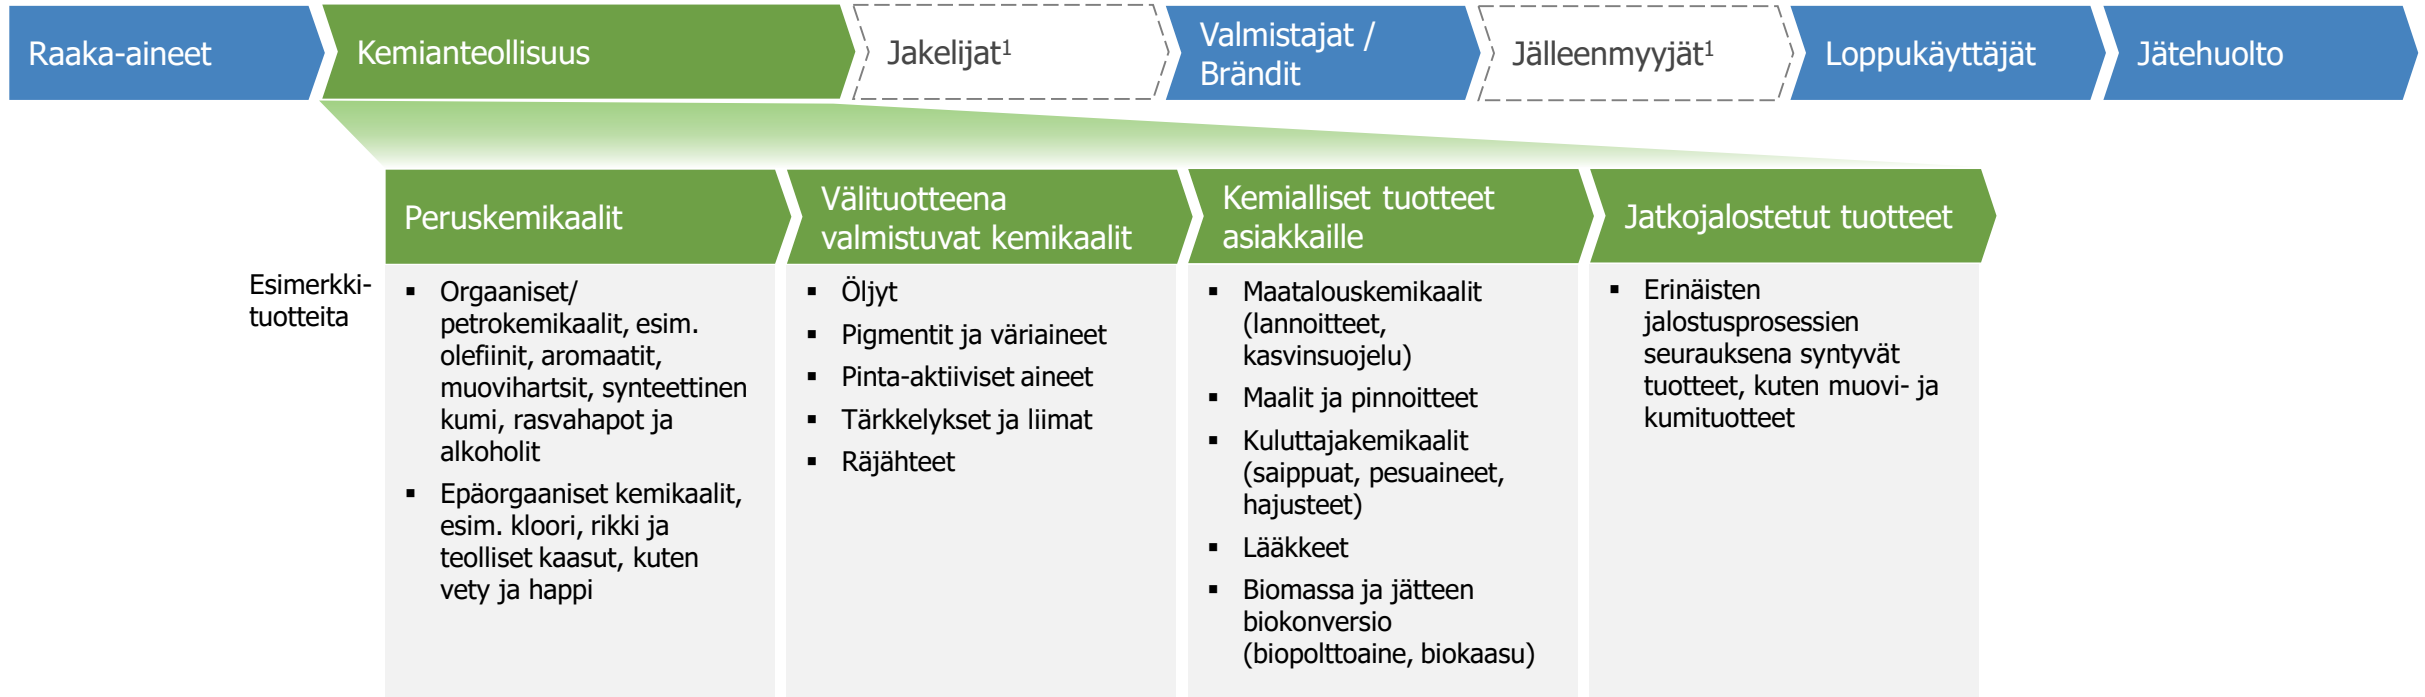 Raaka-aineet
Kemianteollisuus
Jakelijat¹
Valmistajat /
Brändit
Jälleenmyyjät¹
Loppukäyttäjät
Jätehuolto
Peruskemikaalit
Välituotteena
valmistuvat kemikaalit
Kemialliset tuotteet
asiakkaille
Jatkojalostetut tuotteet
Esimerkki-
tuotteita
▪ Orgaaniset/
petrokemikaalit, esim.
olefiinit, aromaatit,
muovihartsit, synteettinen
kumi, rasvahapot ja
alkoholit
▪ Epäorgaaniset kemikaalit,
esim. kloori, rikki ja
teolliset kaasut, kuten
vety ja happi
▪ Öljyt
▪ Pigmentit ja väriaineet
▪ Pinta-aktiiviset aineet
▪ Tärkkelykset ja liimat
▪ Räjähteet
▪ Maatalouskemikaalit
(lannoitteet,
kasvinsuojelu)
▪ Maalit ja pinnoitteet
▪ Kuluttajakemikaalit
(saippuat, pesuaineet,
hajusteet)
▪ Lääkkeet
▪ Biomassa ja jätteen
biokonversio
(biopolttoaine, biokaasu)
▪ Erinäisten
jalostusprosessien
seurauksena syntyvät
tuotteet, kuten muovi- ja
kumituotteet